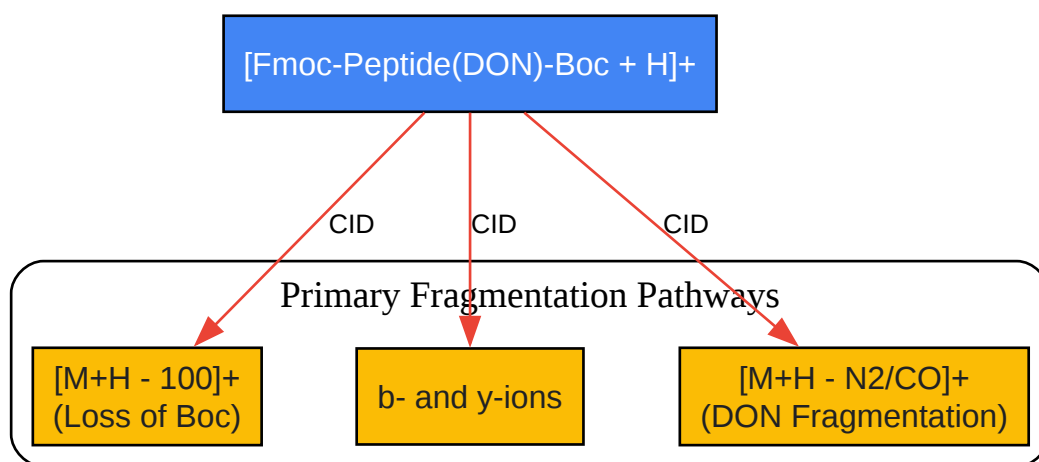 [Fmoc-Peptide(DON)-Boc + H]+
CID
CID
CID
Primary Fragmentation Pathways
[M+H - 100]+
(Loss of Boc)
b- and y-ions
[M+H - N2/CO]+
(DON Fragmentation)